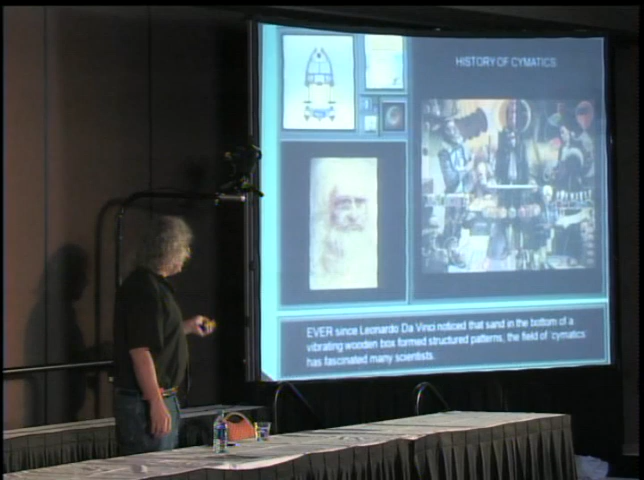 HISTORY OF CYMATICS
EVER since Leonardo Da Vinci noticed that sand in the bottom of a
vibrating wooden box formed structured patterns, the field of 'cymatics'
has fascinated many scientists.